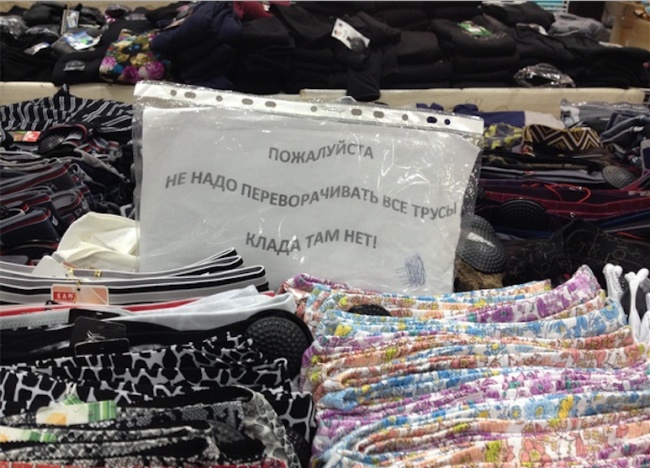 ПОЖАЛУЙСТА
НЕ НАДО ПЕРЕВОРАЧИВАТЬ ВСЕ ТРУСЫ
КЛАДА ТАМ НЕТ!